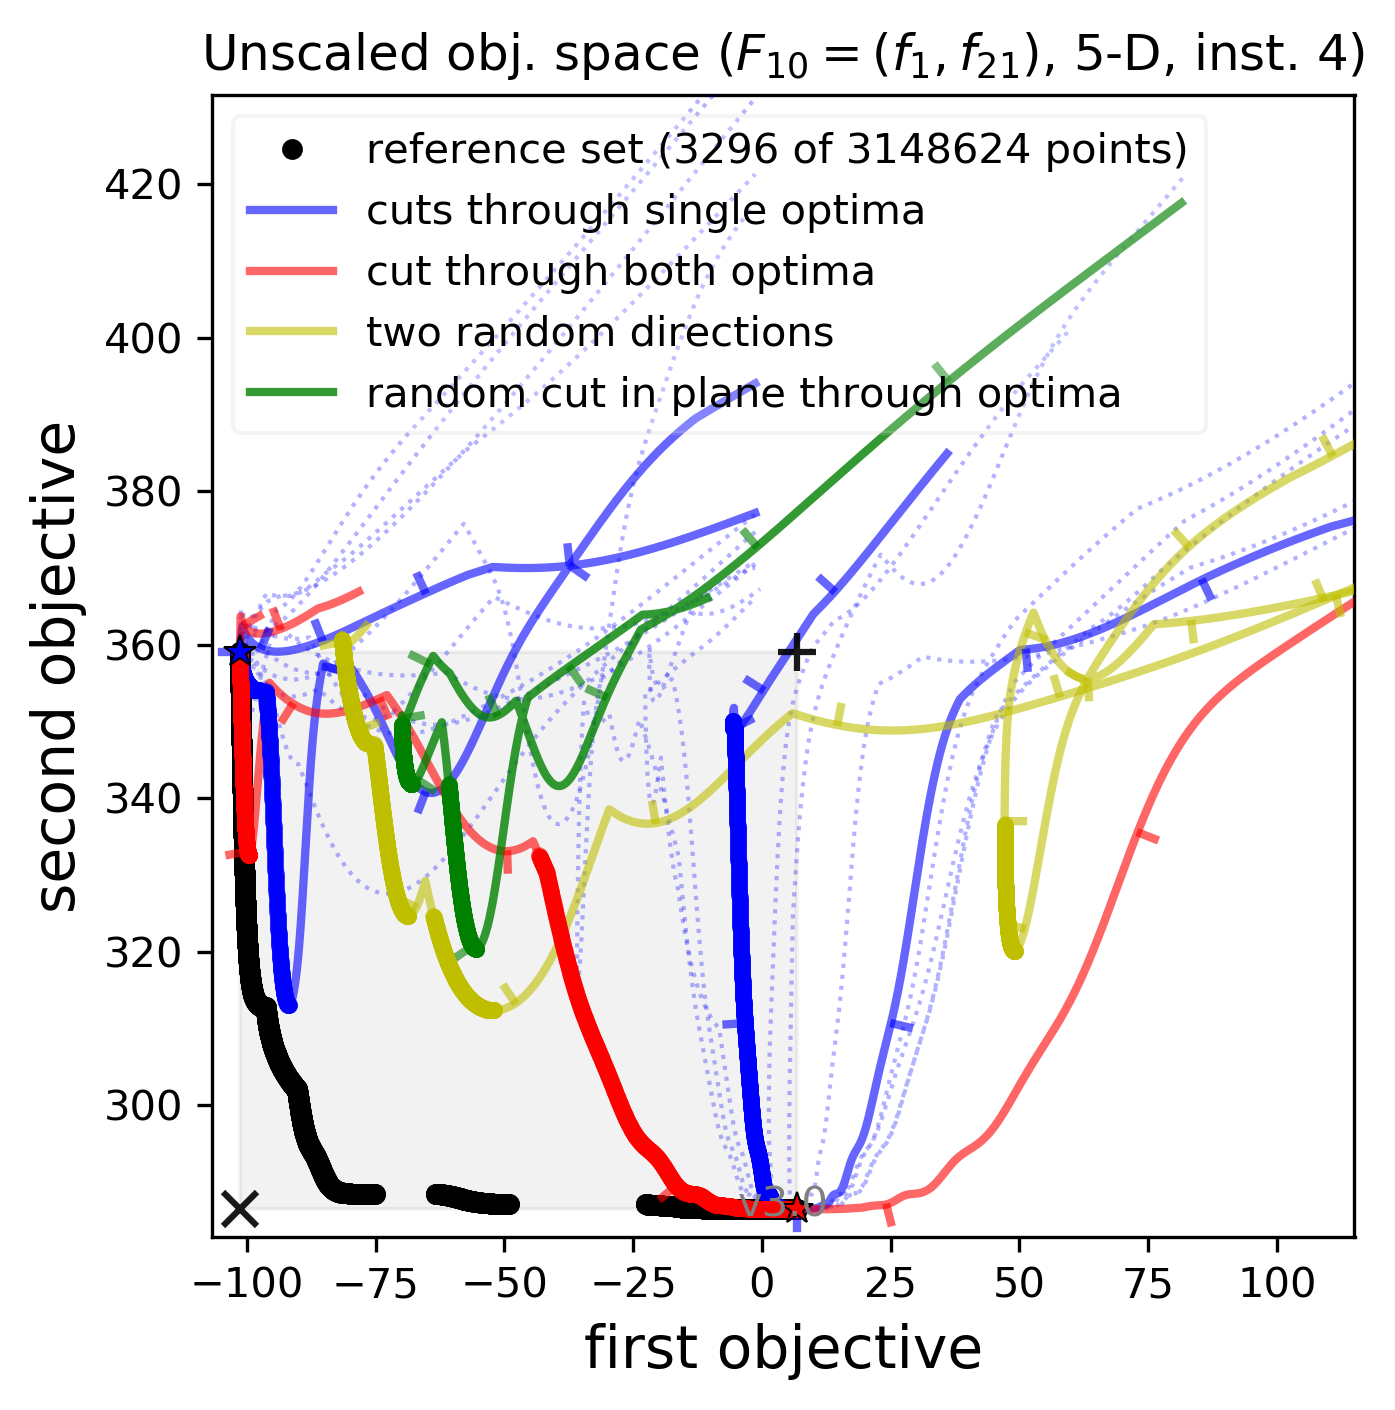 Unscaled obj. space (F10 = (f1, f21), 5-D, inst. 4)
reference set (3296 of 3148624 points)
cuts through single optima
cut through both optima
two random directions
random cut in plane through optima
second objective
420
400
380
360
340
320
300
v3.0
−100 −75 −50 −25 0 25 50 75 100
first objective